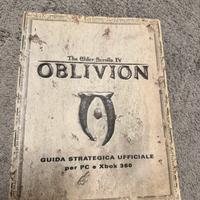 The Elder Scrolls IV
OBLIVION
GUIDA STRATEGICA UFFICIALE
per PC e Xbox 360